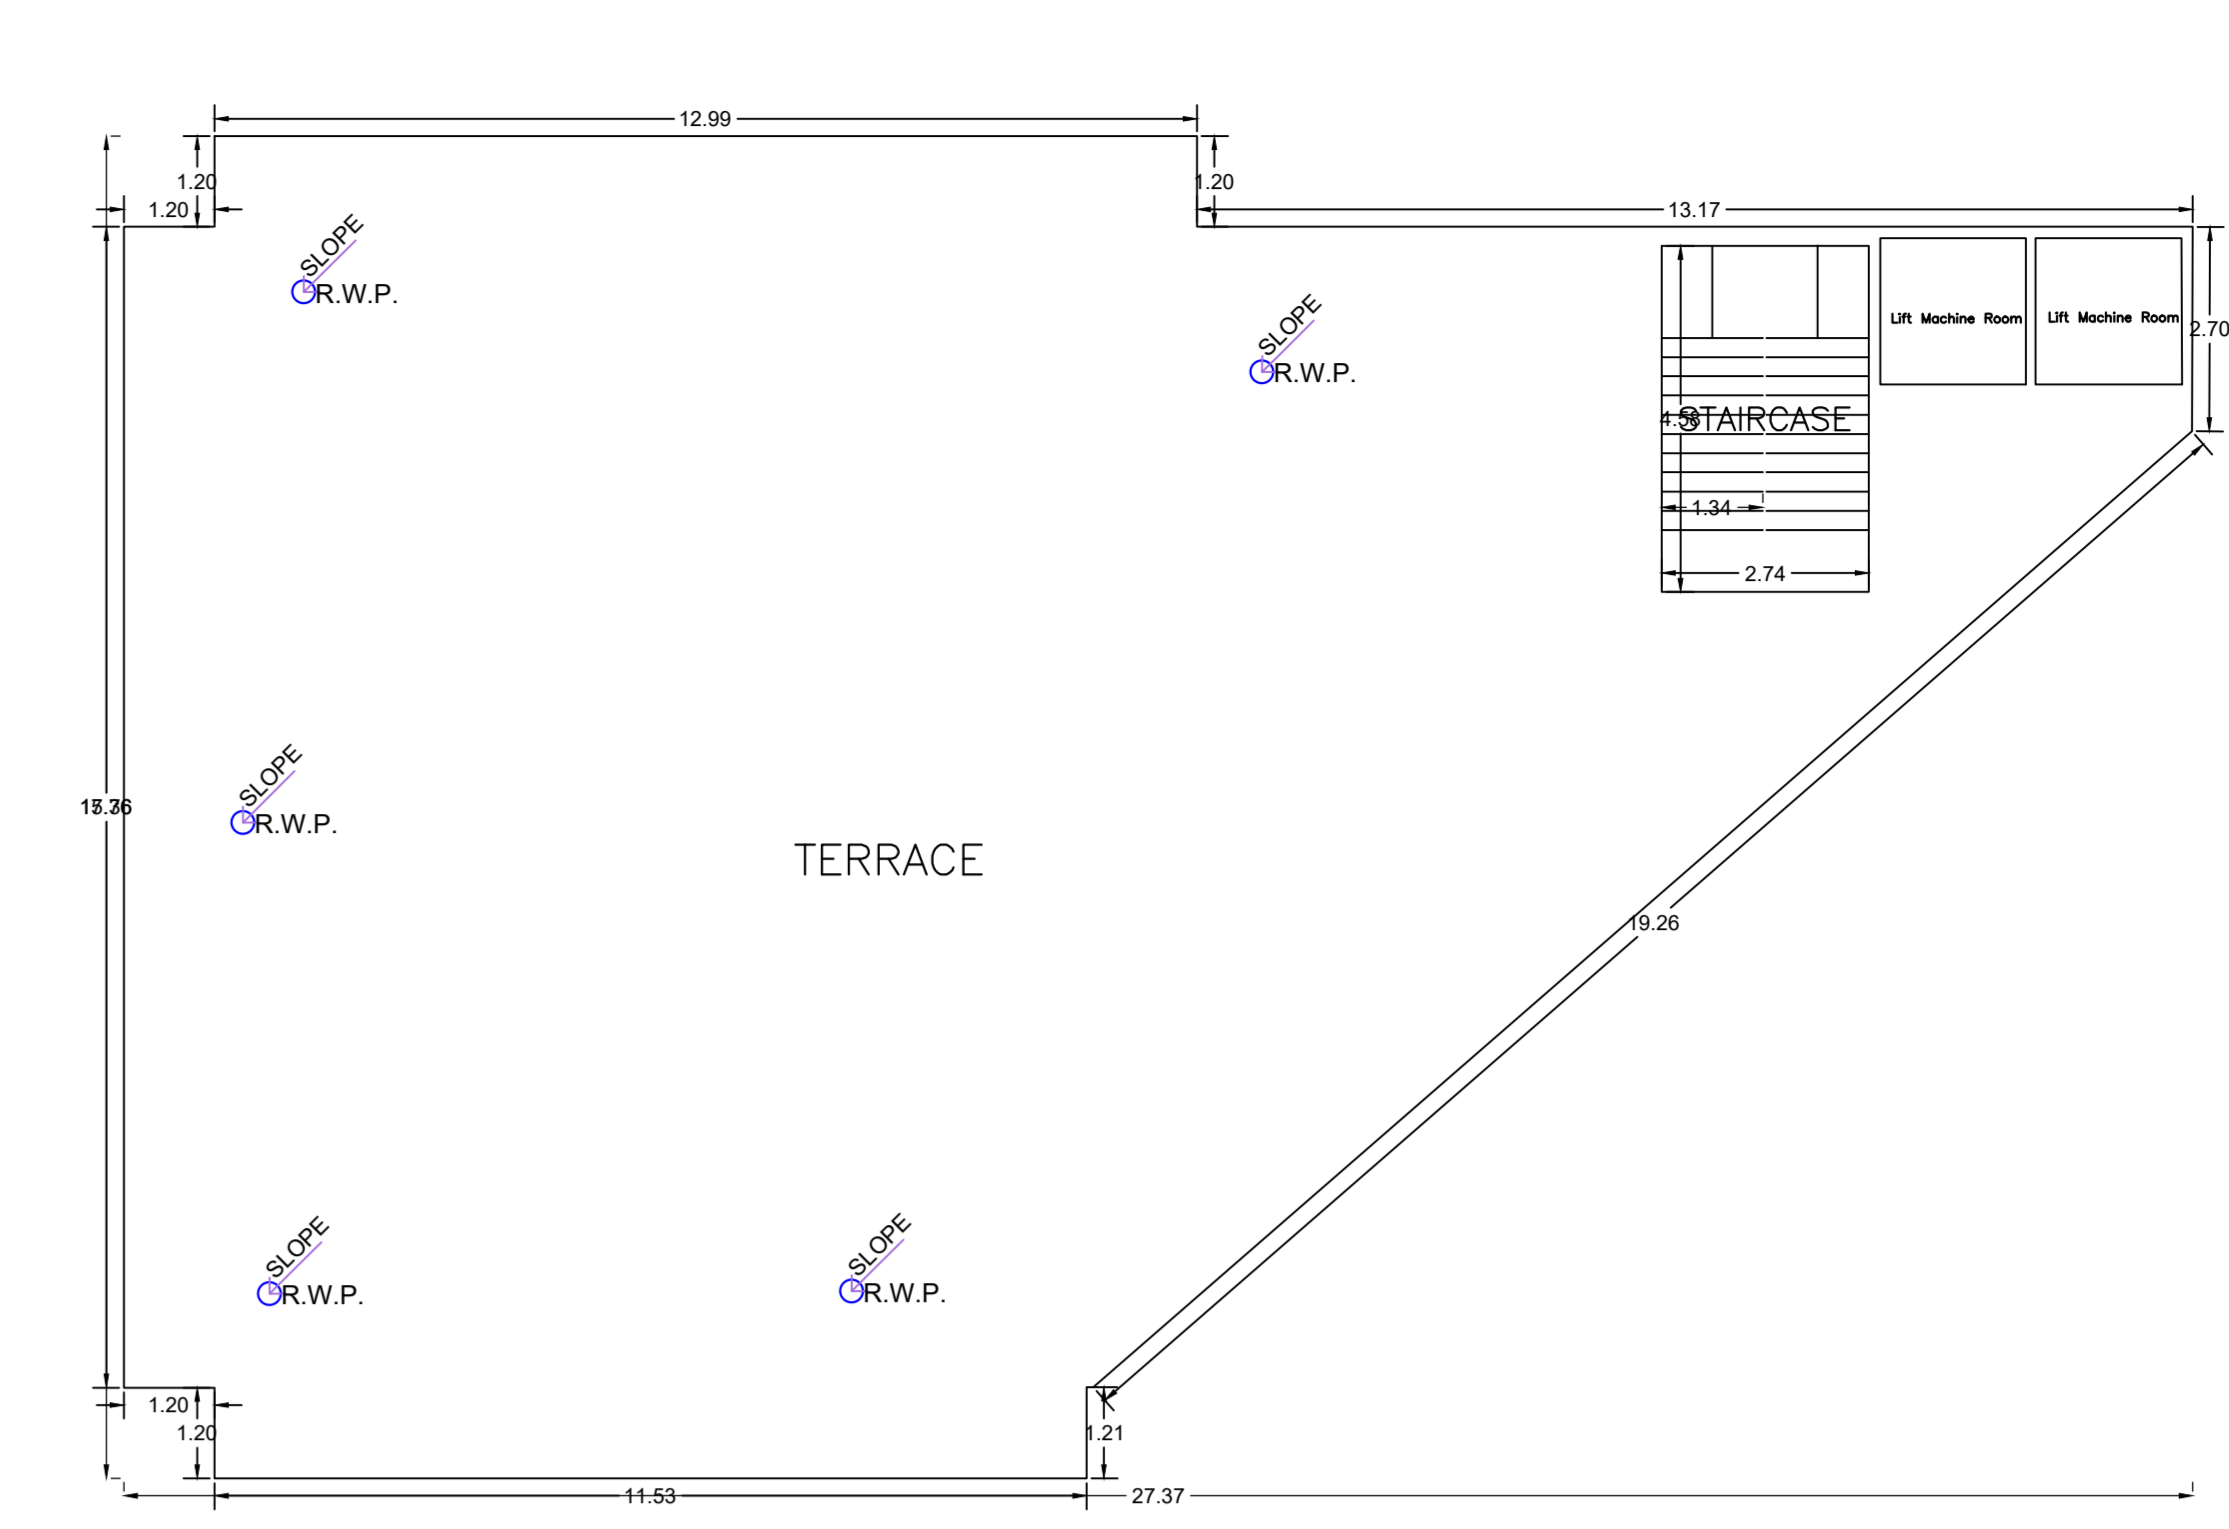 12.99
1.20
1.20
1.20
13.17
SLOPE
R.W.P.
SLOPE
R.W.P.
Lift Machine Room
Lift Machine Room
2.70
4.58
STAIRCASE
1.34
2.74
SLOPE
R.W.P.
TERRACE
19.26
SLOPE
R.W.P.
SLOPE
R.W.P.
1.20
1.20
1.21
11.53
27.37